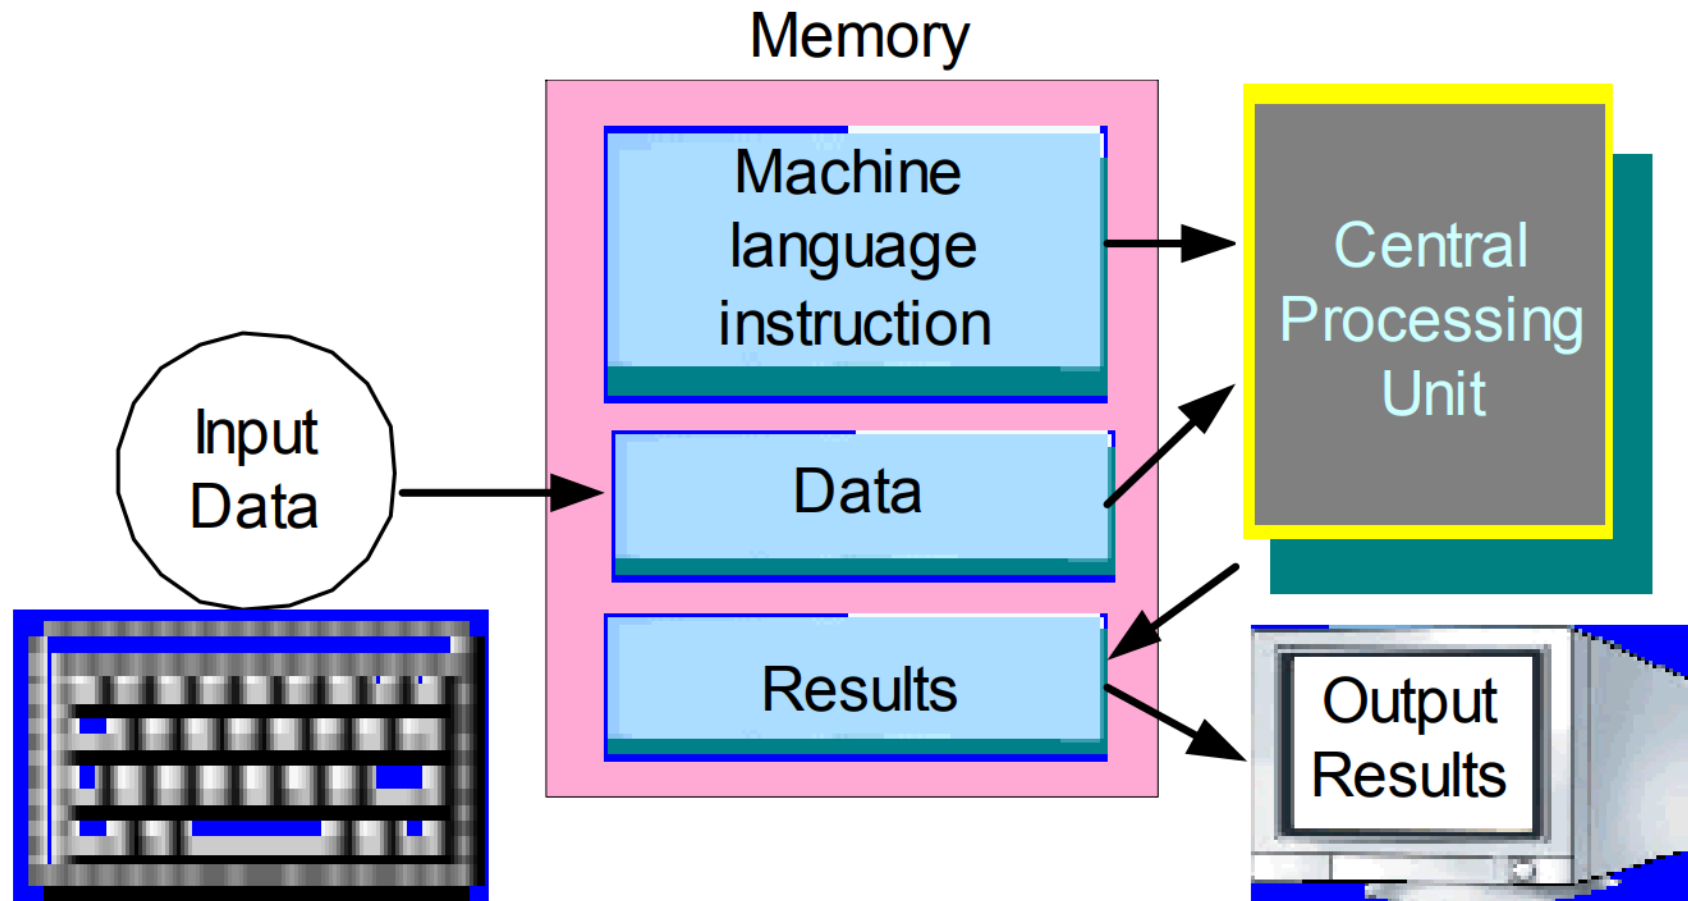 Memory
Machine
language
instruction
Central
Processing
Unit
Input
Data
Data
Results
Output
Results